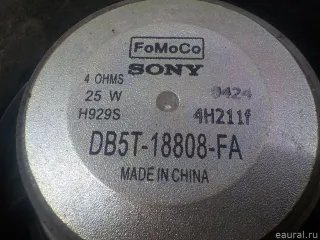 FoMoCo
SONY
4 OHMS
25 W 0424
H929S 4H211f
DB5T-18808-FA
MADE IN CHINA
eaural.ru